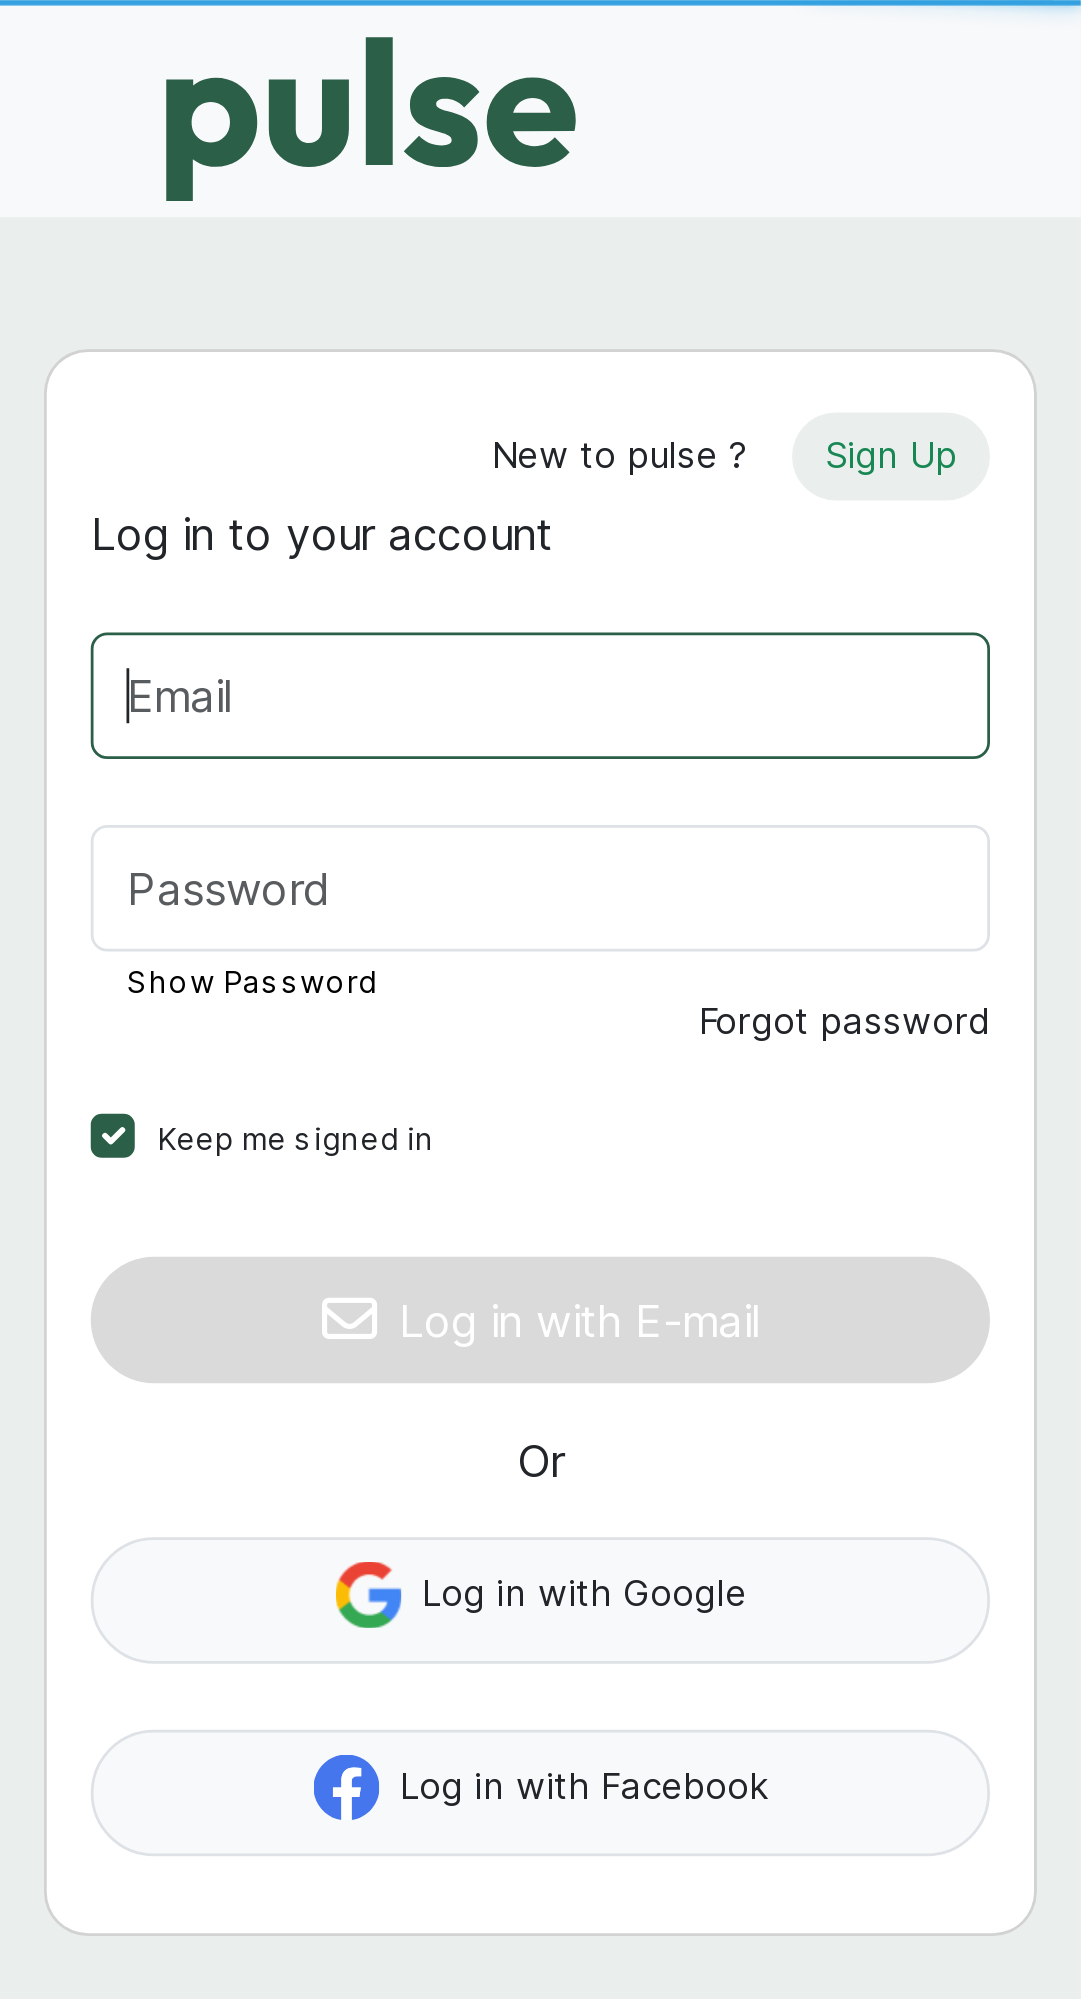 pulse
New to pulse ? Sign Up
Log in to your account
Email
Password
Show Password
Forgot password
Keep me signed in
Log in with E-mail
Or
Log in with Google
Log in with Facebook